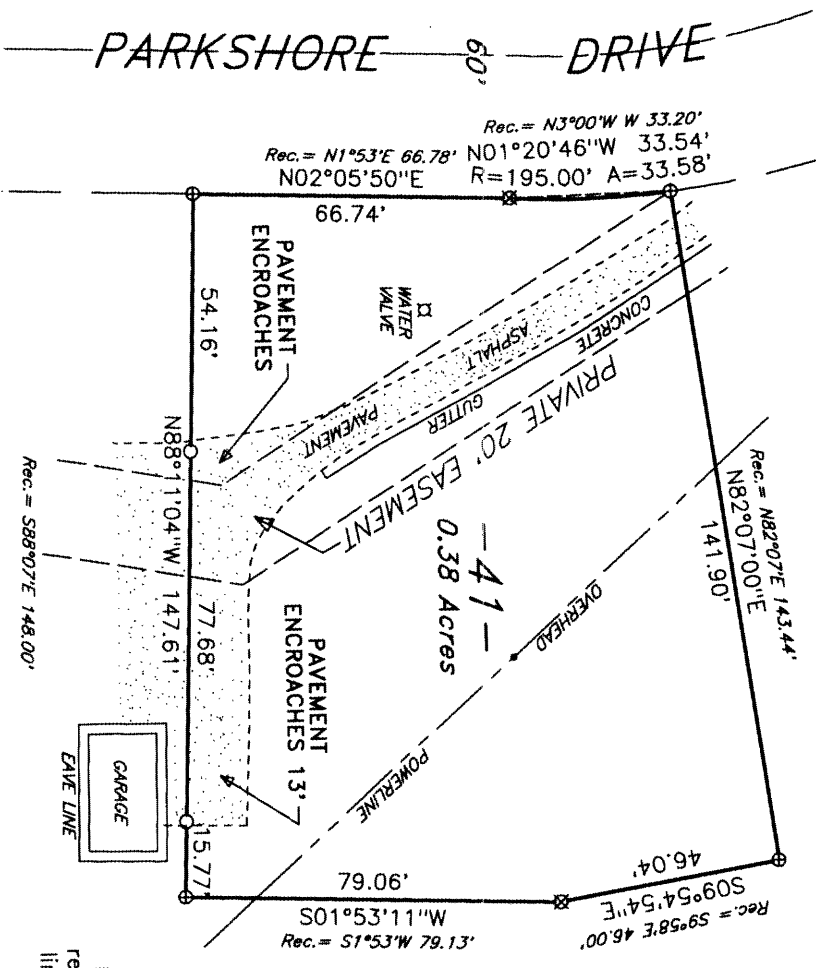 PARKSHORE 60' DRIVE
Rec.= N3°00'W W 33.20'
N01°20'46"W 33.54'
R=195.00' A=33.58'
Rec.= N1°53'E 66.78'
N02°05'50"E
66.74'
PAVEMENT
ENCROACHES
WATER
VALVE
54.16'
ASPHALT
PAVEMENT
CONCRETE
GUTTER
PRIVATE 20' EASEMENT
Rec.= N82°07'E 143.44'
N82°07'00"E
141.90'
N88°11'04"W 147.61'
Rec.= S88°07'E 148.00'
77.68'
-41-
0.38 Acres
OVERHEAD
POWERLINE
PAVEMENT
ENCROACHES 13'
GARAGE
EAVE LINE
15.77'
79.06'
S01°53'11"W
Rec.= S1°53'W 79.13'
46.04'
S09°54'54"E
Rec.= S9°58'E 46.00'